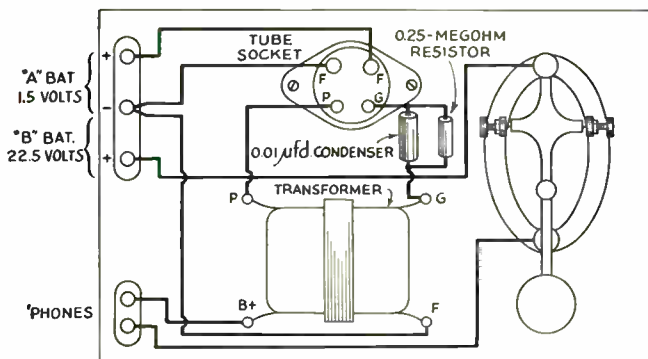 +
"A" BAT
1.5 VOLTS
-
"B" BAT.
22.5 VOLTS
+
'PHONES
TUBE
SOCKET
F
F
P
G
0.25-MEGOHM
RESISTOR
0.01 µfd. CONDENSER
TRANSFORMER
P
G
B+
F